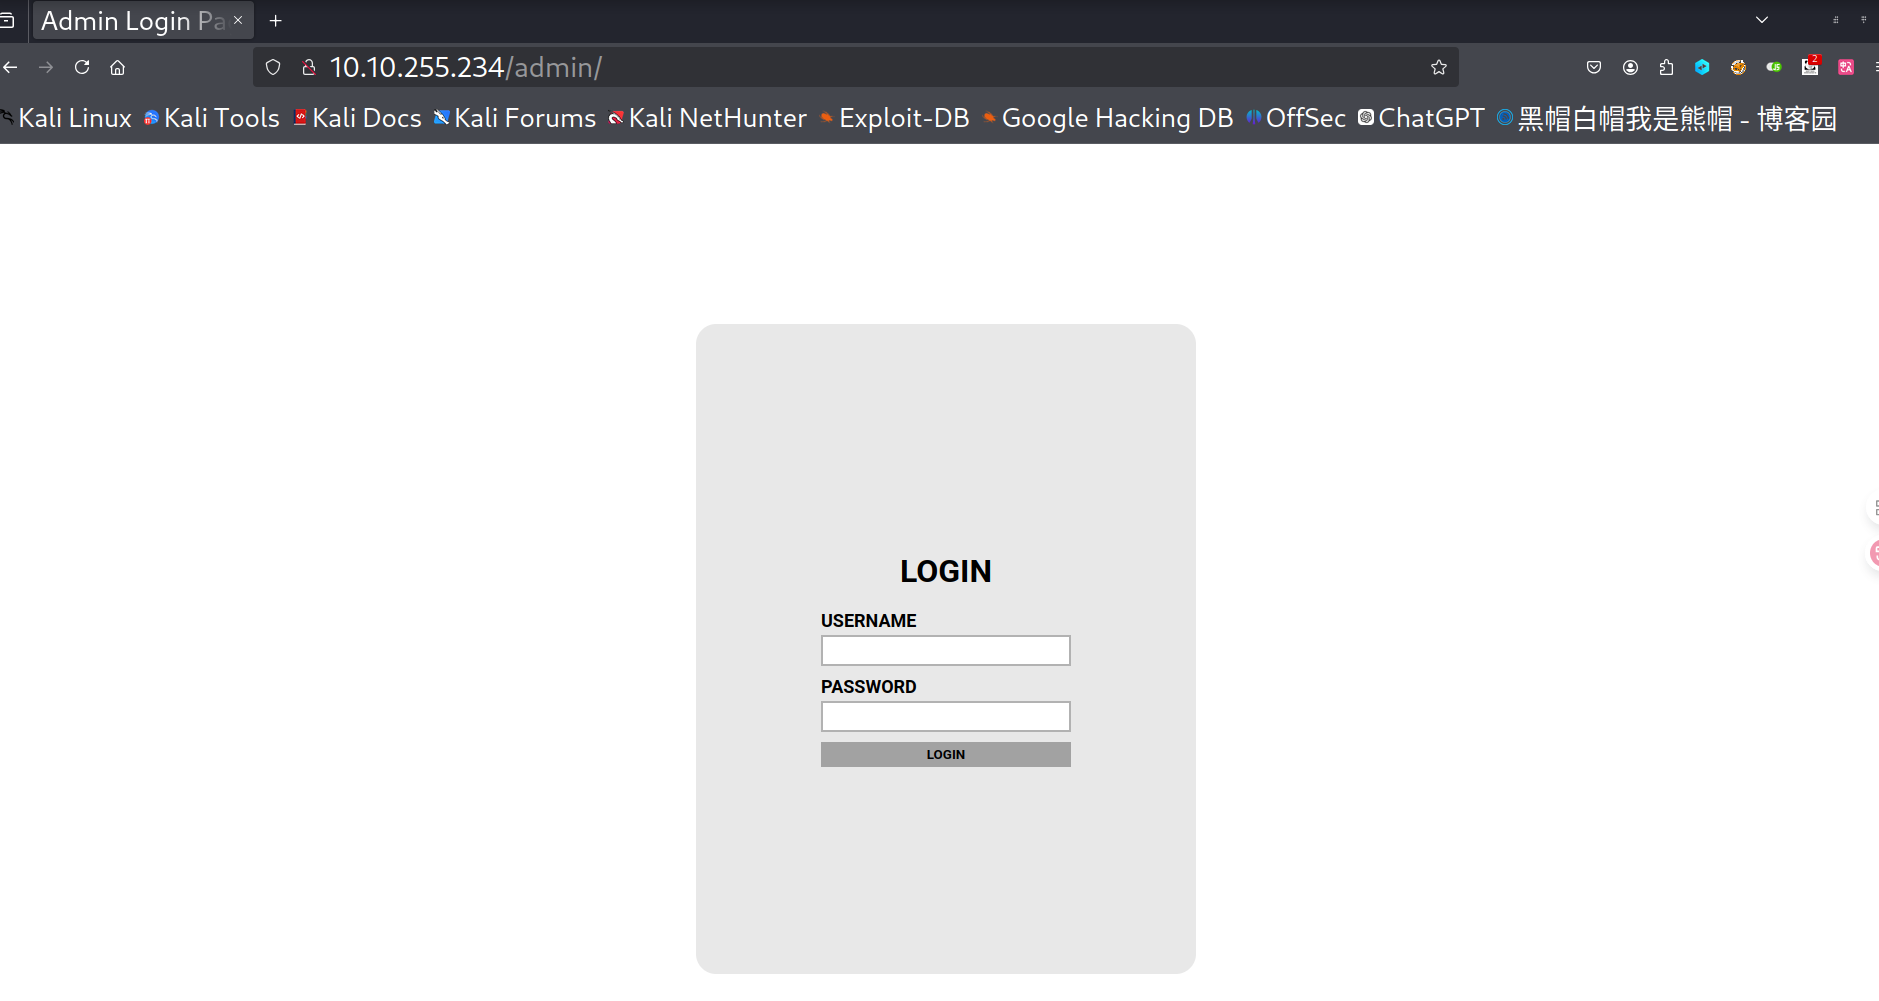 Admin Login Pa
10.10.255.234/admin/
2
Kali Linux Kali Tools Kali Docs Kali Forums Kali NetHunter Exploit-DB Google Hacking DB OffSec ChatGPT 黑帽白帽我是熊帽 - 博客园
LOGIN
USERNAME
PASSWORD
LOGIN